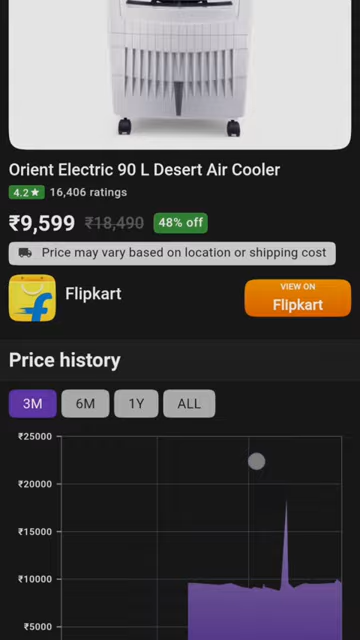 Orient Electric 90 L Desert Air Cooler
4.2★ 16,406 ratings
₹9,599 ₹18,490 48% off
Price may vary based on location or shipping cost
Flipkart
VIEW ON
Flipkart
Price history
3M 6M 1Y ALL
₹25000
₹20000
₹15000
₹10000
₹5000